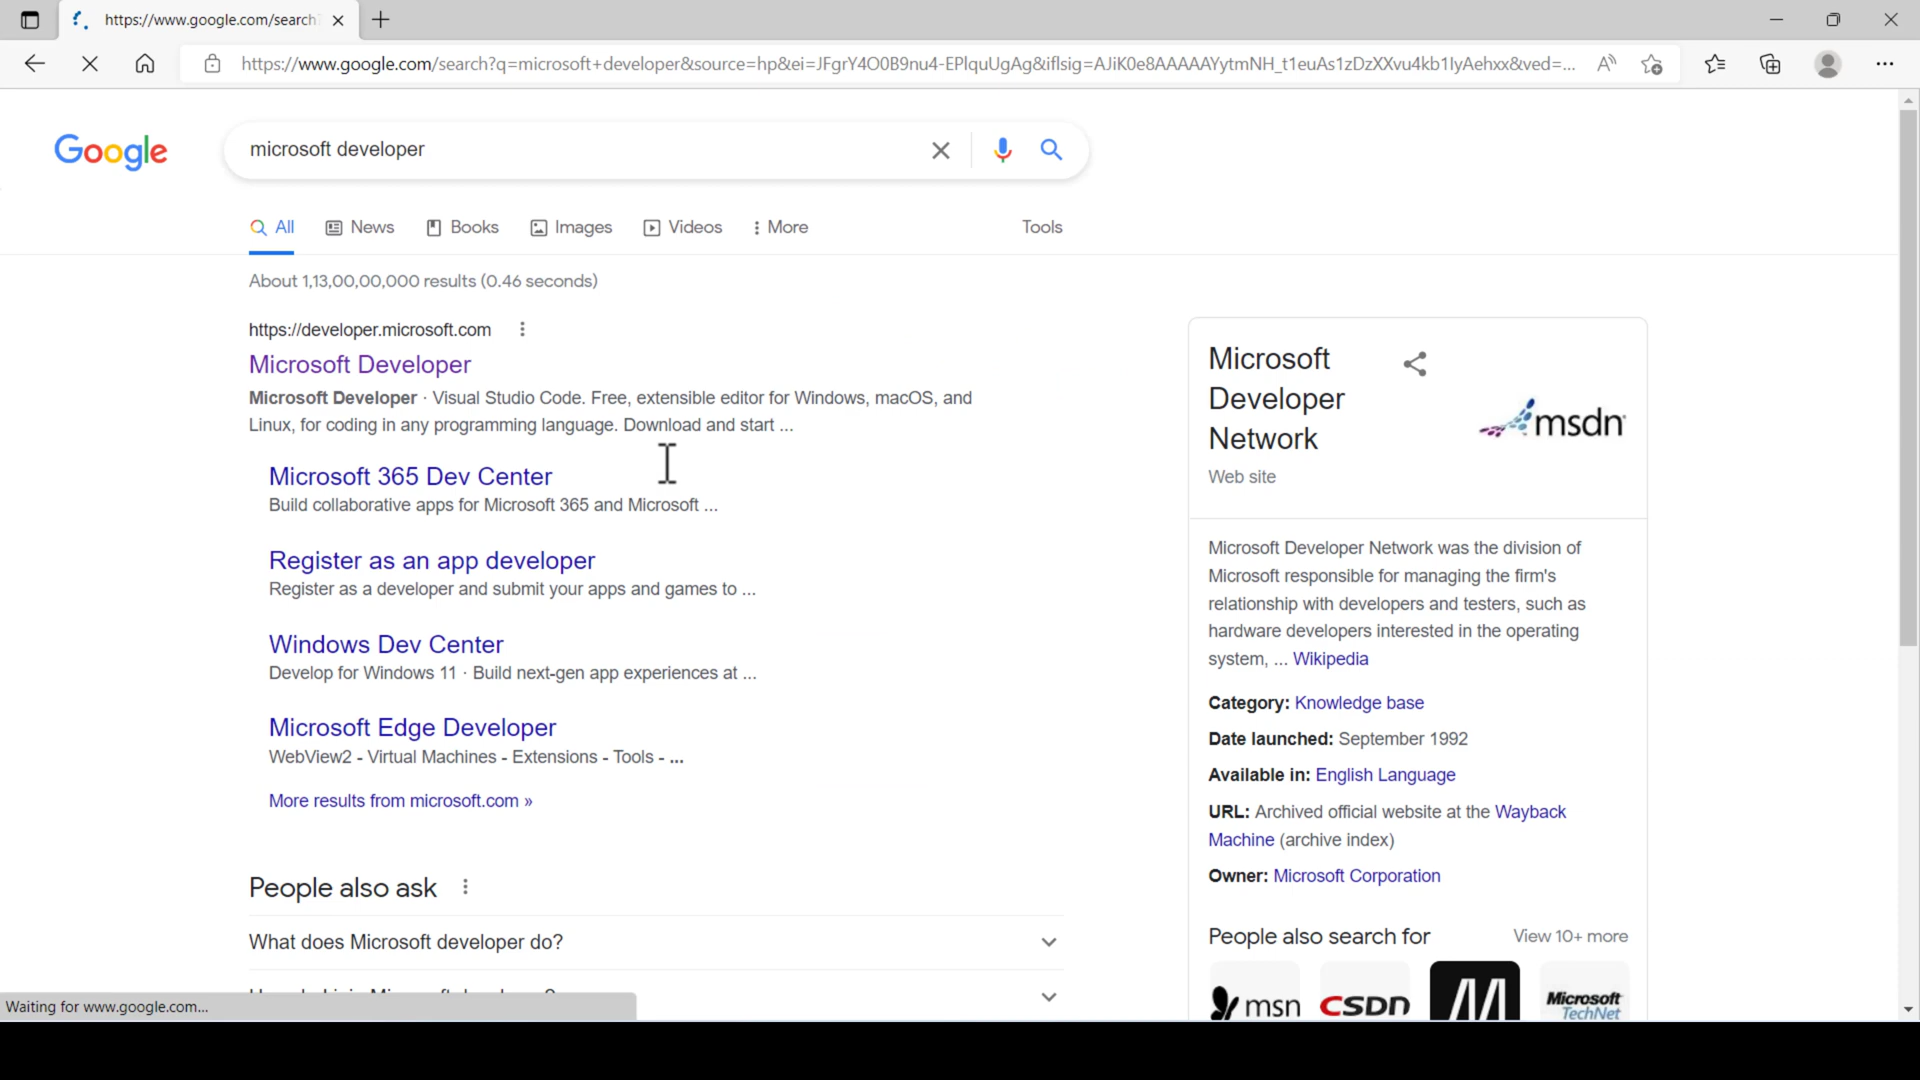 https://www.google.com/search
https://www.google.com/search?q=microsoft+developer&source=hp&ei=JFgrY4O0B9nu4-EPlquUgAg&iflsig=AJiK0e8AAAAAYytmNH_t1euAs1zDzXXvu4kb1IyAehxx&ved=...
Google
microsoft developer
All News Books Images Videos More Tools
About 1,13,00,00,000 results (0.46 seconds)
https://developer.microsoft.com
Microsoft Developer
Microsoft Developer · Visual Studio Code. Free, extensible editor for Windows, macOS, and
Linux, for coding in any programming language. Download and start ...
Microsoft 365 Dev Center
Build collaborative apps for Microsoft 365 and Microsoft ...
Register as an app developer
Register as a developer and submit your apps and games to ...
Windows Dev Center
Develop for Windows 11 · Build next-gen app experiences at ...
Microsoft Edge Developer
WebView2 - Virtual Machines - Extensions - Tools - ...
More results from microsoft.com »
People also ask
What does Microsoft developer do?
Waiting for www.google.com...
Microsoft
Developer
Network
msdn
Web site
Microsoft Developer Network was the division of
Microsoft responsible for managing the firm's
relationship with developers and testers, such as
hardware developers interested in the operating
system, ... Wikipedia
Category: Knowledge base
Date launched: September 1992
Available in: English Language
URL: Archived official website at the Wayback
Machine (archive index)
Owner: Microsoft Corporation
People also search for View 10+ more
msn CSDN Microsoft
TechNet